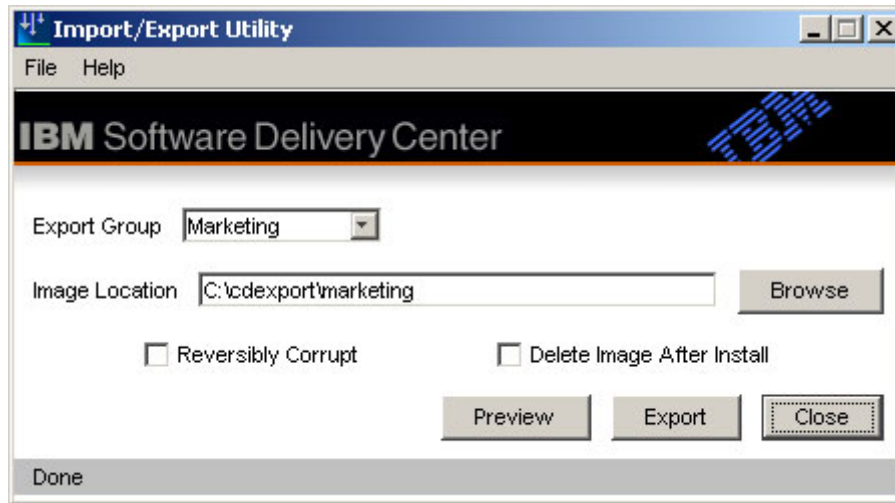 Import/Export Utility
File Help
IBM Software Delivery Center IBM
Export Group Marketing
Image Location C:\cdexport\marketing Browse
Reversibly Corrupt Delete Image After Install
Preview Export Close
Done